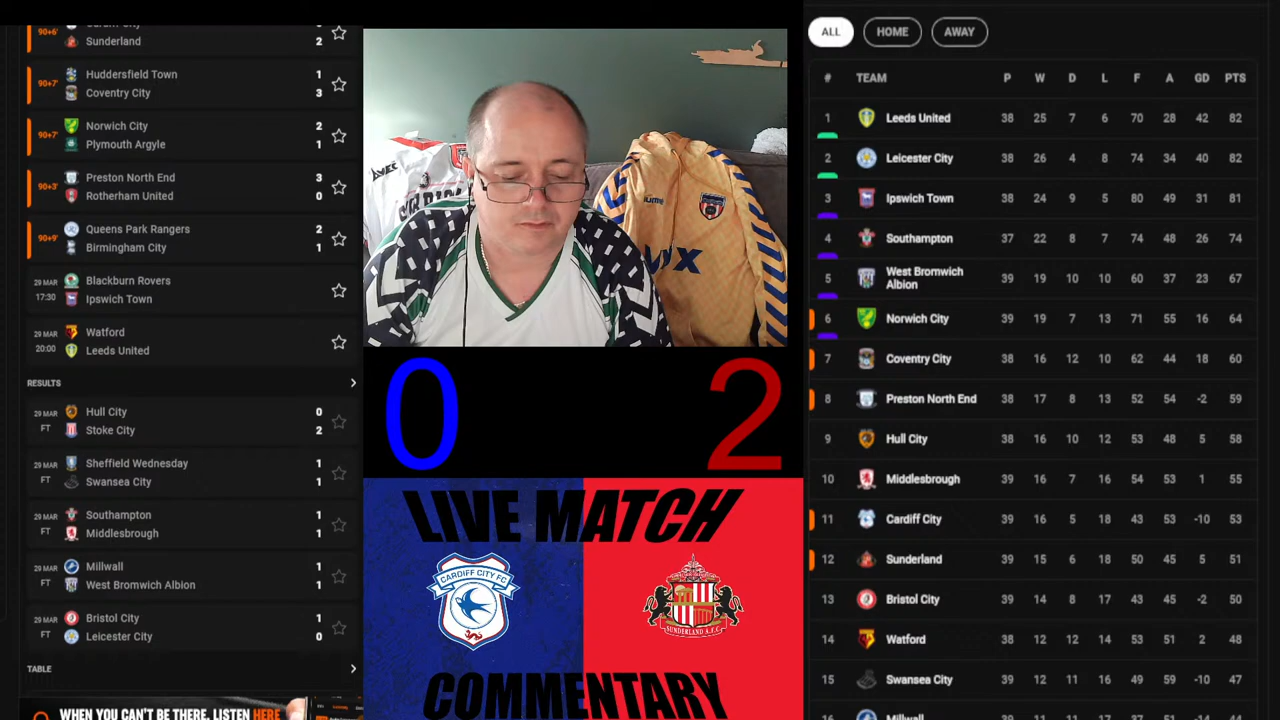 90+6'
Sunderland 2
90+7'
Huddersfield Town 1
Coventry City 3
90+7'
Norwich City 2
Plymouth Argyle 1
90+3'
Preston North End 3
Rotherham United 0
90+9'
Queens Park Rangers 2
Birmingham City 1
29 MAR Blackburn Rovers
17:30 Ipswich Town
29 MAR Watford
20:00 Leeds United
RESULTS
29 MAR Hull City 0
FT Stoke City 2
29 MAR Sheffield Wednesday 1
FT Swansea City 1
29 MAR Southampton 1
FT Middlesbrough 1
29 MAR Millwall 1
FT West Bromwich Albion 1
29 MAR Bristol City 1
FT Leicester City 0
TABLE
WHEN YOU CAN'T BE THERE, LISTEN HERE
0 2
LIVE MATCH
CARDIFF CITY FC
SUNDERLAND A.F.C
COMMENTARY
ALL HOME AWAY
# TEAM P W D L F A GD PTS
1 Leeds United 38 25 7 6 70 28 42 82
2 Leicester City 38 26 4 8 74 34 40 82
3 Ipswich Town 38 24 9 5 80 49 31 81
4 Southampton 37 22 8 7 74 48 26 74
5 West Bromwich Albion 39 19 10 10 60 37 23 67
6 Norwich City 39 19 7 13 71 55 16 64
7 Coventry City 38 16 12 10 62 44 18 60
8 Preston North End 38 17 8 13 52 54 -2 59
9 Hull City 38 16 10 12 53 48 5 58
10 Middlesbrough 39 16 7 16 54 53 1 55
11 Cardiff City 39 16 5 18 43 53 -10 53
12 Sunderland 39 15 6 18 50 45 5 51
13 Bristol City 39 14 8 17 43 45 -2 50
14 Watford 38 12 12 14 53 51 2 48
15 Swansea City 39 12 11 16 49 59 -10 47